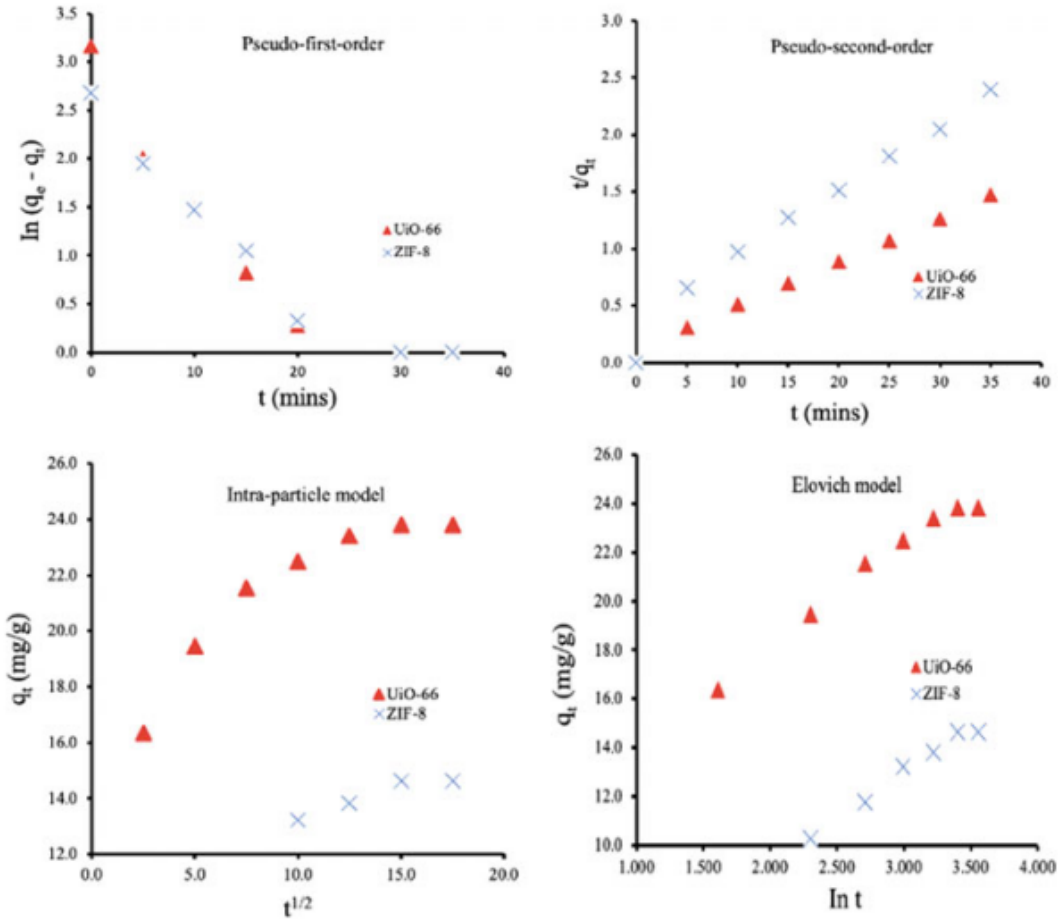 Pseudo-first-order
3.5
3.0
2.5
2.0
1.5
1.0
0.5
0.0
ln (qe - qt)
UiO-66
ZIF-8
0 10 20 30 40
t (mins)
Pseudo-second-order
3.0
2.5
2.0
1.5
1.0
0.5
0.0
t/qt
UiO-66
ZIF-8
0 5 10 15 20 25 30 35 40
t (mins)
Intra-particle model
26.0
24.0
22.0
20.0
18.0
16.0
14.0
12.0
qt (mg/g)
UiO-66
ZIF-8
0.0 5.0 10.0 15.0 20.0
t1/2
Elovich model
26.0
24.0
22.0
20.0
18.0
16.0
14.0
12.0
10.0
qt (mg/g)
UiO-66
ZIF-8
1.000 1.500 2.000 2.500 3.000 3.500 4.000
ln t